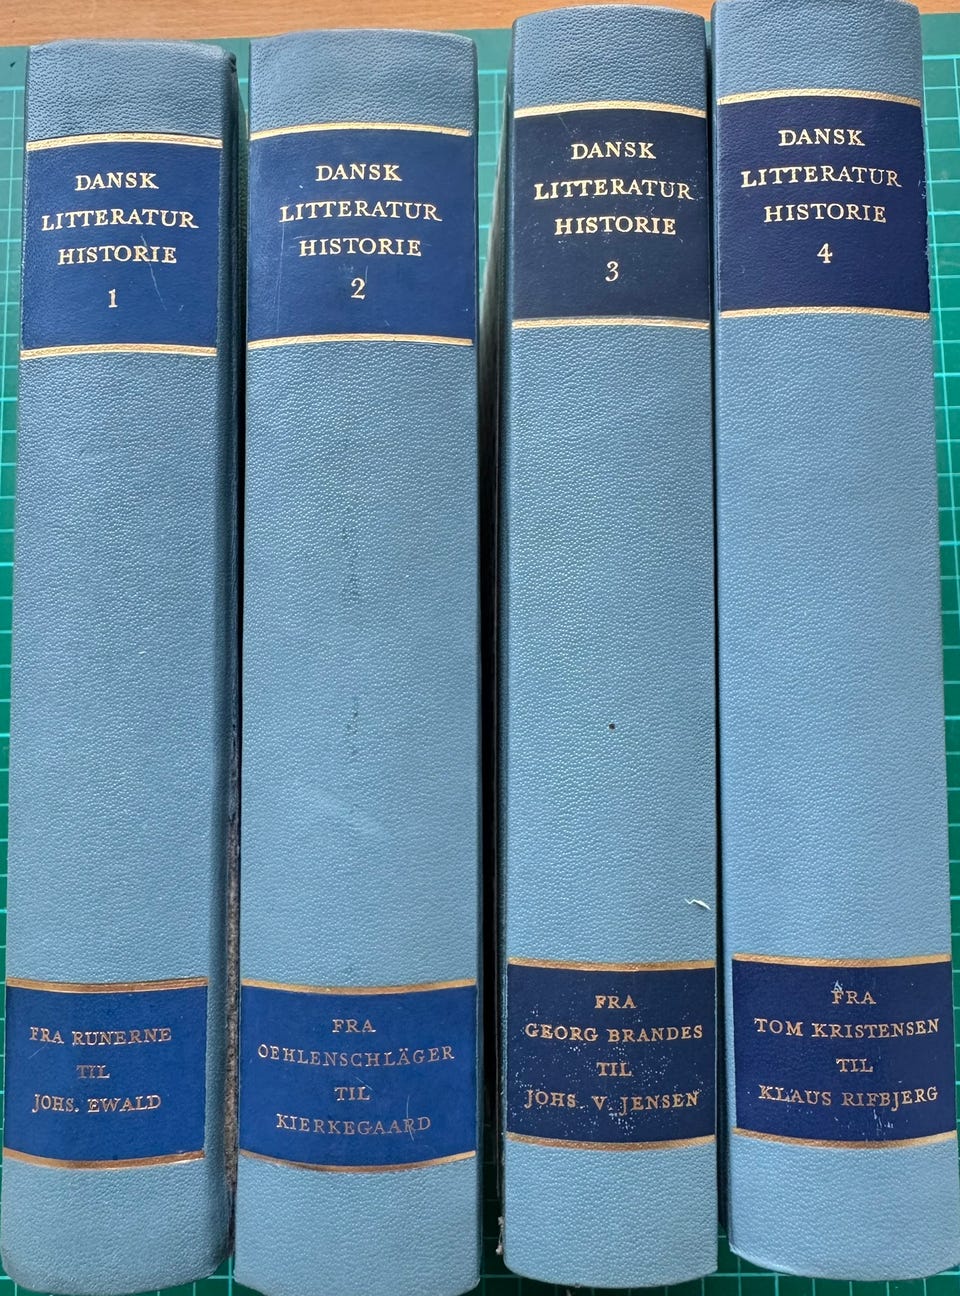 DANSK
LITTERATUR
HISTORIE
1
FRA RUNERNE
TIL
JOHS. EWALD
DANSK
LITTERATUR
HISTORIE
2
FRA
OEHLENSCHLÄGER
TIL
KIERKEGAARD
DANSK
LITTERATUR
HISTORIE
3
FRA
GEORG BRANDES
TIL
JOHS. V. JENSEN
DANSK
LITTERATUR
HISTORIE
4
FRA
TOM KRISTENSEN
TIL
KLAUS RIFBJERG